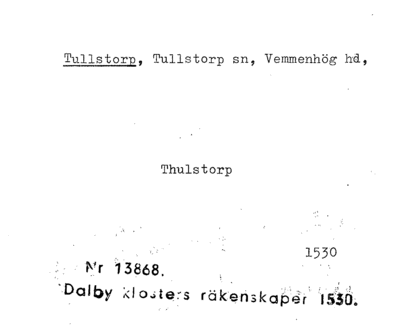 Tullstorp, Tullstorp sn, Vemmenhög hd,
Thulstorp
1530
Nr 13868.
Dalby klosters räkenskaper 1530.